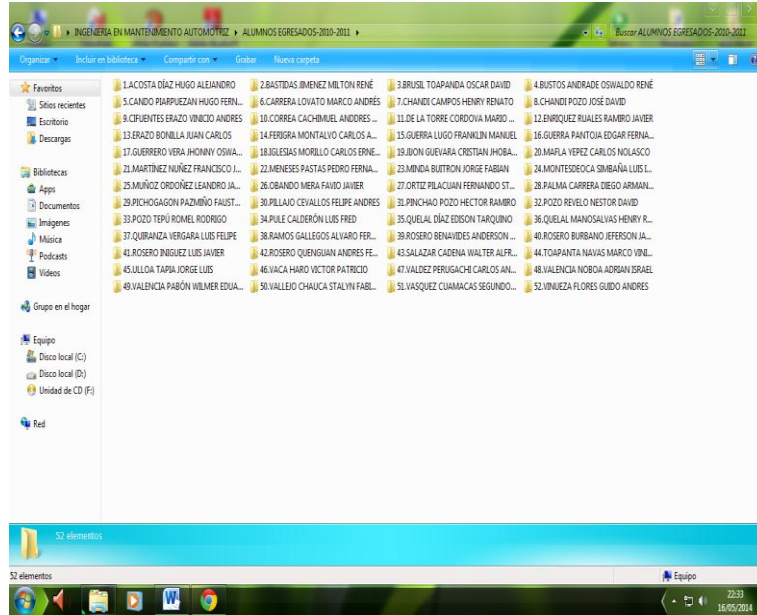 INGENIERIA EN MANTENIMIENTO AUTOMOTRIZ ▸ ALUMNOS EGRESADOS-2010-2011 ▸ Buscar ALUMNOS EGRESADOS-2010-2011
Organizar Incluir en biblioteca Compartir con Grabar Nueva carpeta
Favoritos
Sitios recientes
Escritorio
Descargas
Bibliotecas
Apps
Documentos
Imágenes
Música
Podcasts
Vídeos
Grupo en el hogar
Equipo
Disco local (C:)
Disco local (D:)
Unidad de CD (F:)
Red
1.ACOSTA DÍAZ HUGO ALEJANDRO 2.BASTIDAS JIMENEZ MILTON RENÉ 3.BRUSIL TOAPANDA OSCAR DAVID 4.BUSTOS ANDRADE OSWALDO RENÉ
5.CANDO PIARPUEZAN HUGO FERN... 6.CARRERA LOVATO MARCO ANDRÉS 7.CHANDI CAMPOS HENRY RENATO 8.CHANDI POZO JOSÉ DAVID
9.CIFUENTES ERAZO VINICIO ANDRES 10.CORREA CACHIMUEL ANDDRES ... 11.DE LA TORRE CORDOVA MARIO ... 12.ENRIQUEZ RUALES RAMIRO JAVIER
13.ERAZO BONILLA JUAN CARLOS 14.FERIGRA MONTALVO CARLOS A... 15.GUERRA LUGO FRANKLIN MANUEL 16.GUERRA PANTOJA EDGAR FERNA...
17.GUERRERO VERA JHONNY OSWA... 18.IGLESIAS MORILLO CARLOS ERNE... 19.JIJON GUEVARA CRISTIAN JHOBA... 20.MAFLA YEPEZ CARLOS NOLASCO
21.MARTÍNEZ NUÑEZ FRANCISCO J... 22.MENESES PASTAS PEDRO FERNA... 23.MINDA BUITRON JORGE FABIAN 24.MONTESDEOCA SIMBAÑA LUIS L...
25.MUÑOZ ORDOÑEZ LEANDRO JA... 26.OBANDO MERA FAVIO JAVIER 27.ORTIZ PILACUAN FERNANDO ST... 28.PALMA CARRERA DIEGO ARMAN...
29.PICHOGAGON PAZMIÑO FAUST... 30.PILLAJO CEVALLOS FELIPE ANDRES 31.PINCHAO POZO HECTOR RAMIRO 32.POZO REVELO NESTOR DAVID
33.POZO TEPÚ ROMEL RODRIGO 34.PULE CALDERÓN LUIS FRED 35.QUELAL DÍAZ EDISON TARQUINO 36.QUELAL MANOSALVAS HENRY R...
37.QUIRANZA VERGARA LUIS FELIPE 38.RAMOS GALLEGOS ALVARO FER... 39.ROSERO BENAVIDES ANDERSON ... 40.ROSERO BURBANO JEFERSON JA...
41.ROSERO INIGUEZ LUIS JAVIER 42.ROSERO QUENGUAN ANDRES FE... 43.SALAZAR CADENA WALTER ALFR... 44.TOAPANTA NAVAS MARCO VINI...
45.ULLOA TAPIA JORGE LUIS 46.VACA HARO VICTOR PATRICIO 47.VALDEZ PERUGACHI CARLOS AN... 48.VALENCIA NOBOA ADRIAN ISRAEL
49.VALENCIA PABÓN WILMER EDUA... 50.VALLEJO CHAUCA STALYN FABI... 51.VASQUEZ CUAMACAS SEGUNDO... 52.VINUEZA FLORES GUIDO ANDRES
52 elementos
52 elementos Equipo
22:33
16/05/2014